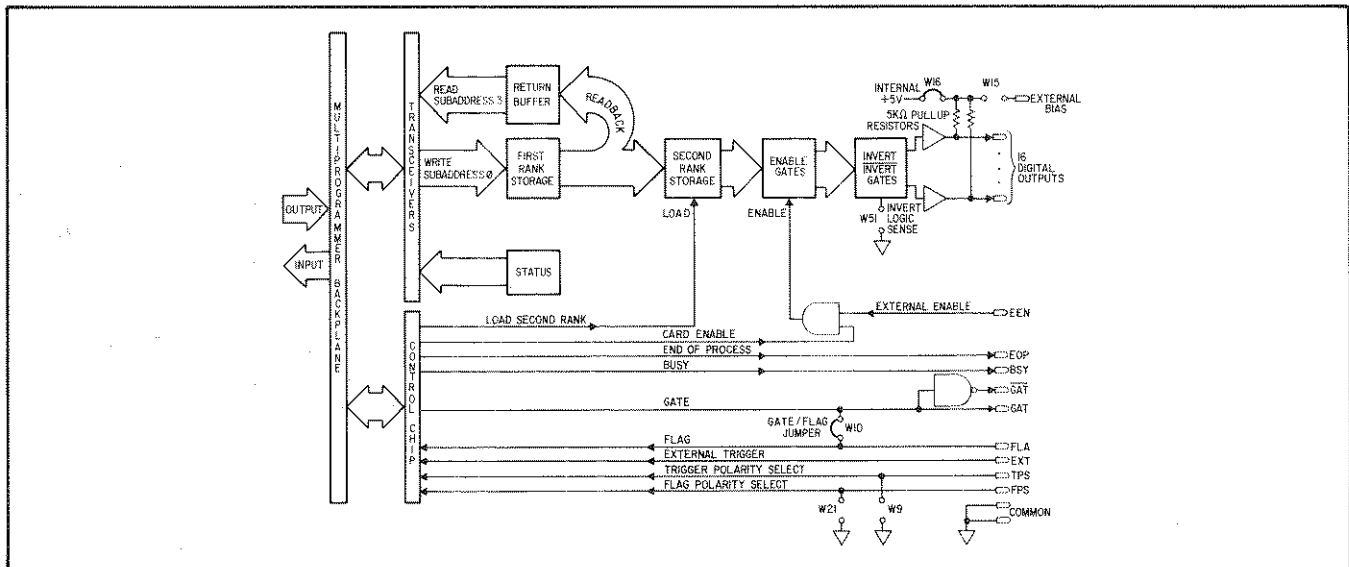 MULTIPROGRAMMER BACKPLANE
TRANSCEIVERS
CONTROL CHIP
OUTPUT
INPUT
READ
SUBADDRESS 3
RETURN
BUFFER
READBACK
WRITE
SUBADDRESS 0
FIRST
RANK
STORAGE
STATUS
SECOND
RANK
STORAGE
LOAD
ENABLE
GATES
ENABLE
INVERT
INVERT
GATES
W51
INVERT
LOGIC
SENSE
INTERNAL
+5V
W16
W15
EXTERNAL
BIAS
5KΩ PULLUP
RESISTORS
16
DIGITAL
OUTPUTS
LOAD SECOND RANK
EXTERNAL ENABLE
EEN
CARD ENABLE
END OF PROCESS
EOP
BUSY
BSY
GAT
GATE
GAT
GATE/FLAG
JUMPER
W10
FLAG
FLA
EXTERNAL TRIGGER
EXT
TRIGGER POLARITY SELECT
TPS
FLAG POLARITY SELECT
FPS
W21
W9
COMMON